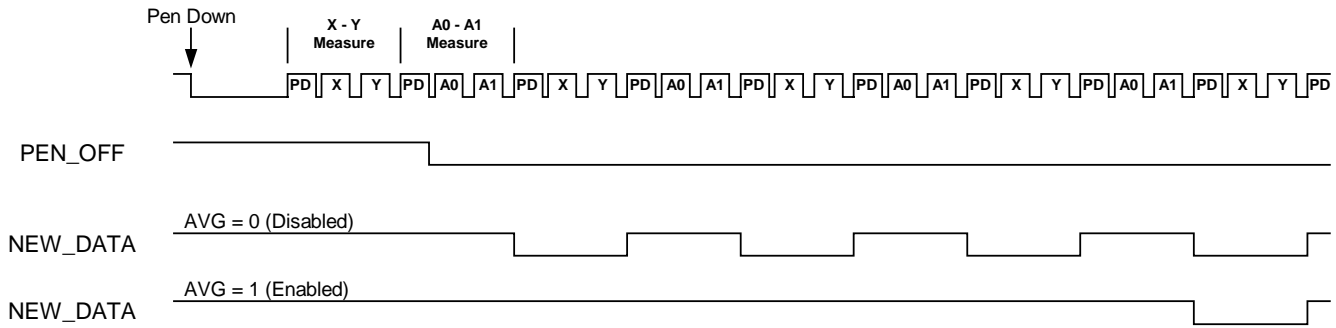 Pen Down
X - Y
Measure
A0 - A1
Measure
PD X Y PD A0 A1 PD X Y PD A0 A1 PD X Y PD A0 A1 PD X Y PD A0 A1 PD X Y PD
PEN_OFF
AVG = 0 (Disabled)
NEW_DATA
AVG = 1 (Enabled)
NEW_DATA